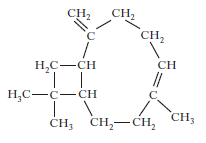 CH₂ CH₂
C CH₂
H₂C—CH CH
H₃C—C—CH C
CH₃ CH₂—CH₂ CH₃